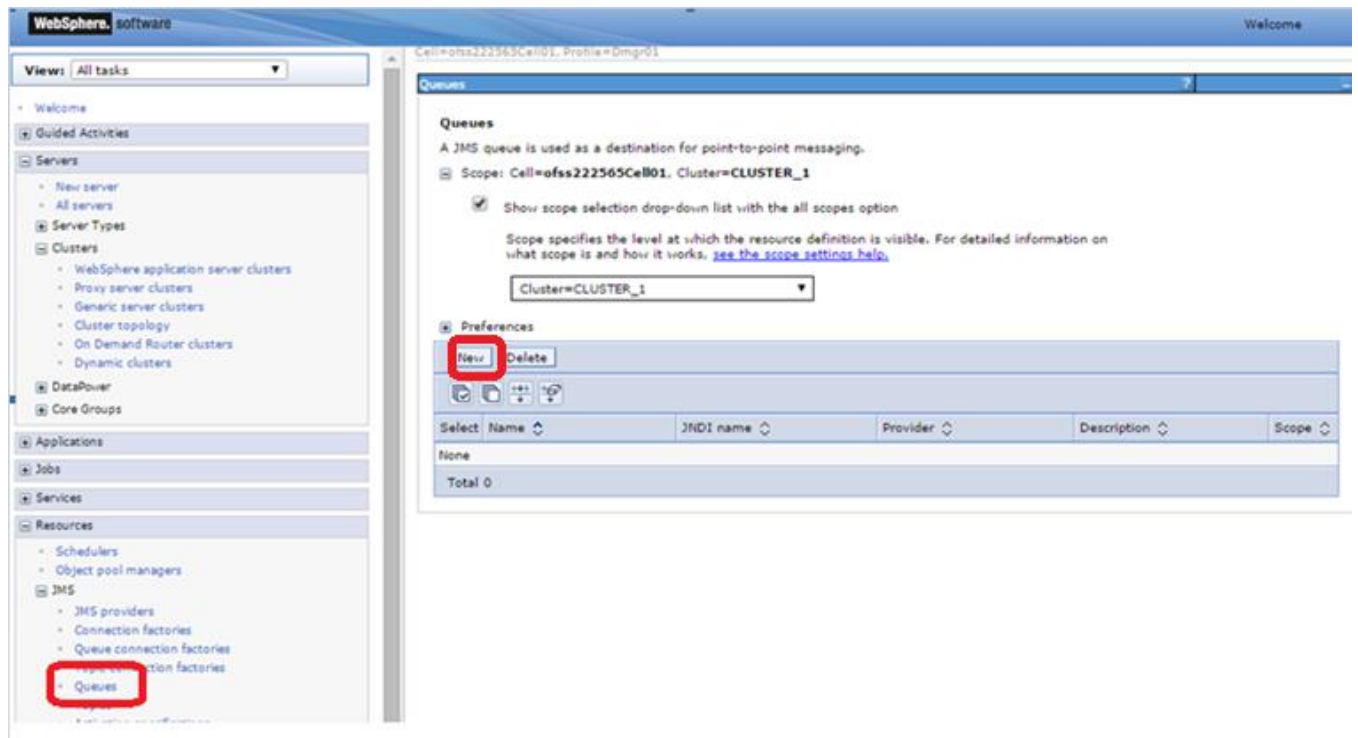 WebSphere. software
Welcome
Cell=ofss222565Cell01, Profile=Dmgr01
View: All tasks
Welcome
Guided Activities
Servers
New server
All servers
Server Types
Clusters
WebSphere application server clusters
Proxy server clusters
Generic server clusters
Cluster topology
On Demand Router clusters
Dynamic clusters
DataPower
Core Groups
Applications
Jobs
Services
Resources
Schedulers
Object pool managers
JMS
JMS providers
Connection factories
Queue connection factories
connection factories
Queues
Queues
?
Queues
A JMS queue is used as a destination for point-to-point messaging.
Scope: Cell=ofss222565Cell01, Cluster=CLUSTER_1
Show scope selection drop-down list with the all scopes option
Scope specifies the level at which the resource definition is visible. For detailed information on
what scope is and how it works, see the scope settings help.
Cluster=CLUSTER_1
Preferences
New Delete
Select Name JNDI name Provider Description Scope
None
Total 0